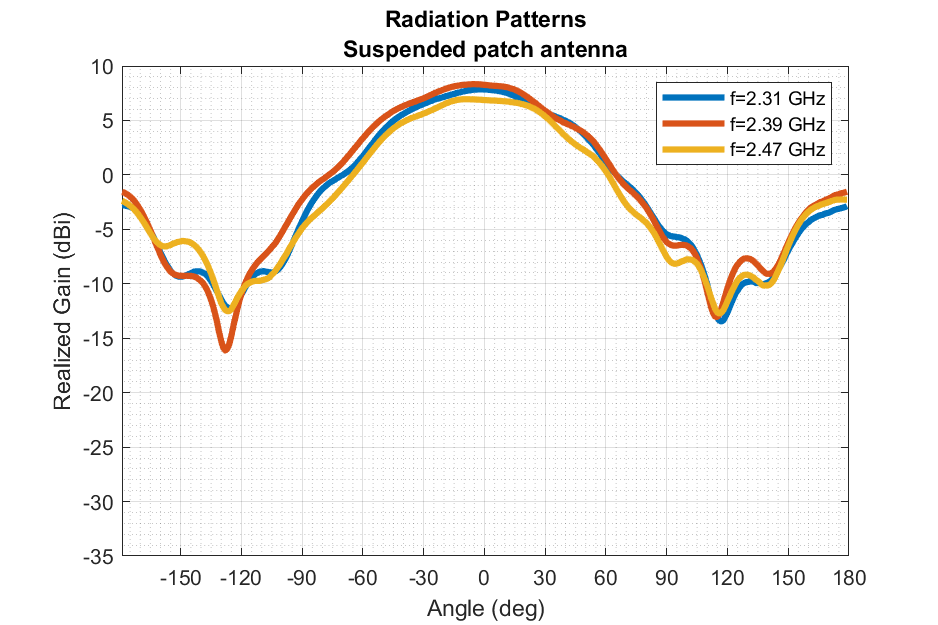 Radiation Patterns
Suspended patch antenna
10
5
0
-5
-10
-15
-20
-25
-30
-35
Realized Gain (dBi)
f=2.31 GHz
f=2.39 GHz
f=2.47 GHz
-150 -120 -90 -60 -30 0 30 60 90 120 150 180
Angle (deg)